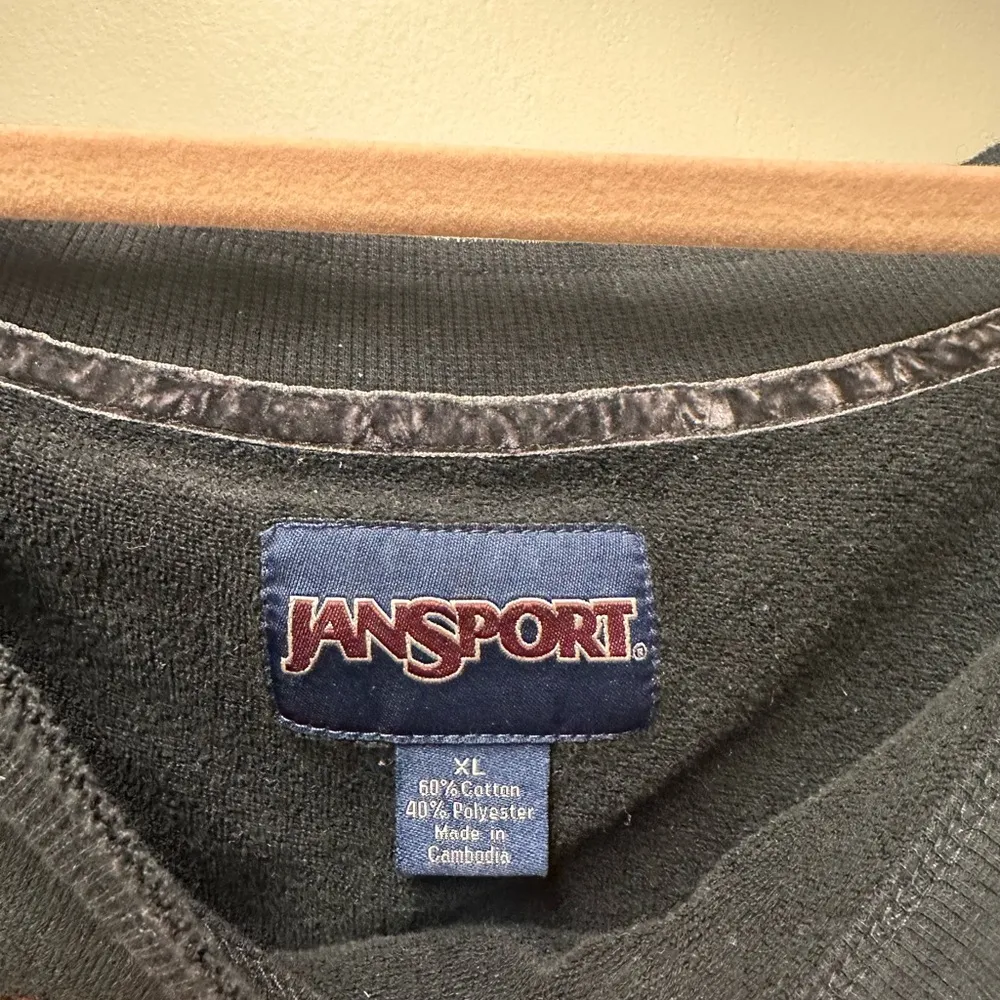 JANSPORT®
XL
60% Cotton
40% Polyester
Made in
Cambodia